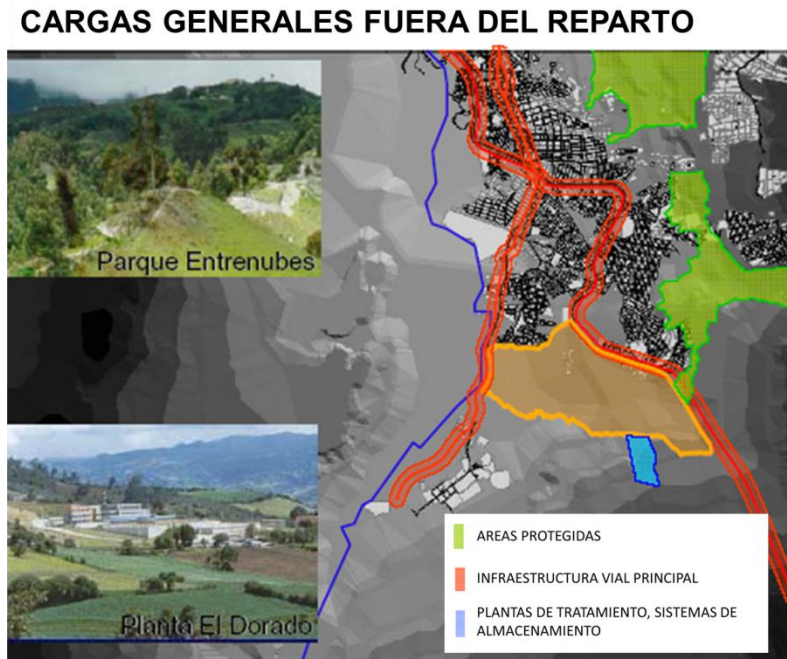 CARGAS GENERALES FUERA DEL REPARTO
Parque Entrenubes
Planta El Dorado
AREAS PROTEGIDAS
INFRAESTRUCTURA VIAL PRINCIPAL
PLANTAS DE TRATAMIENTO, SISTEMAS DE
ALMACENAMIENTO